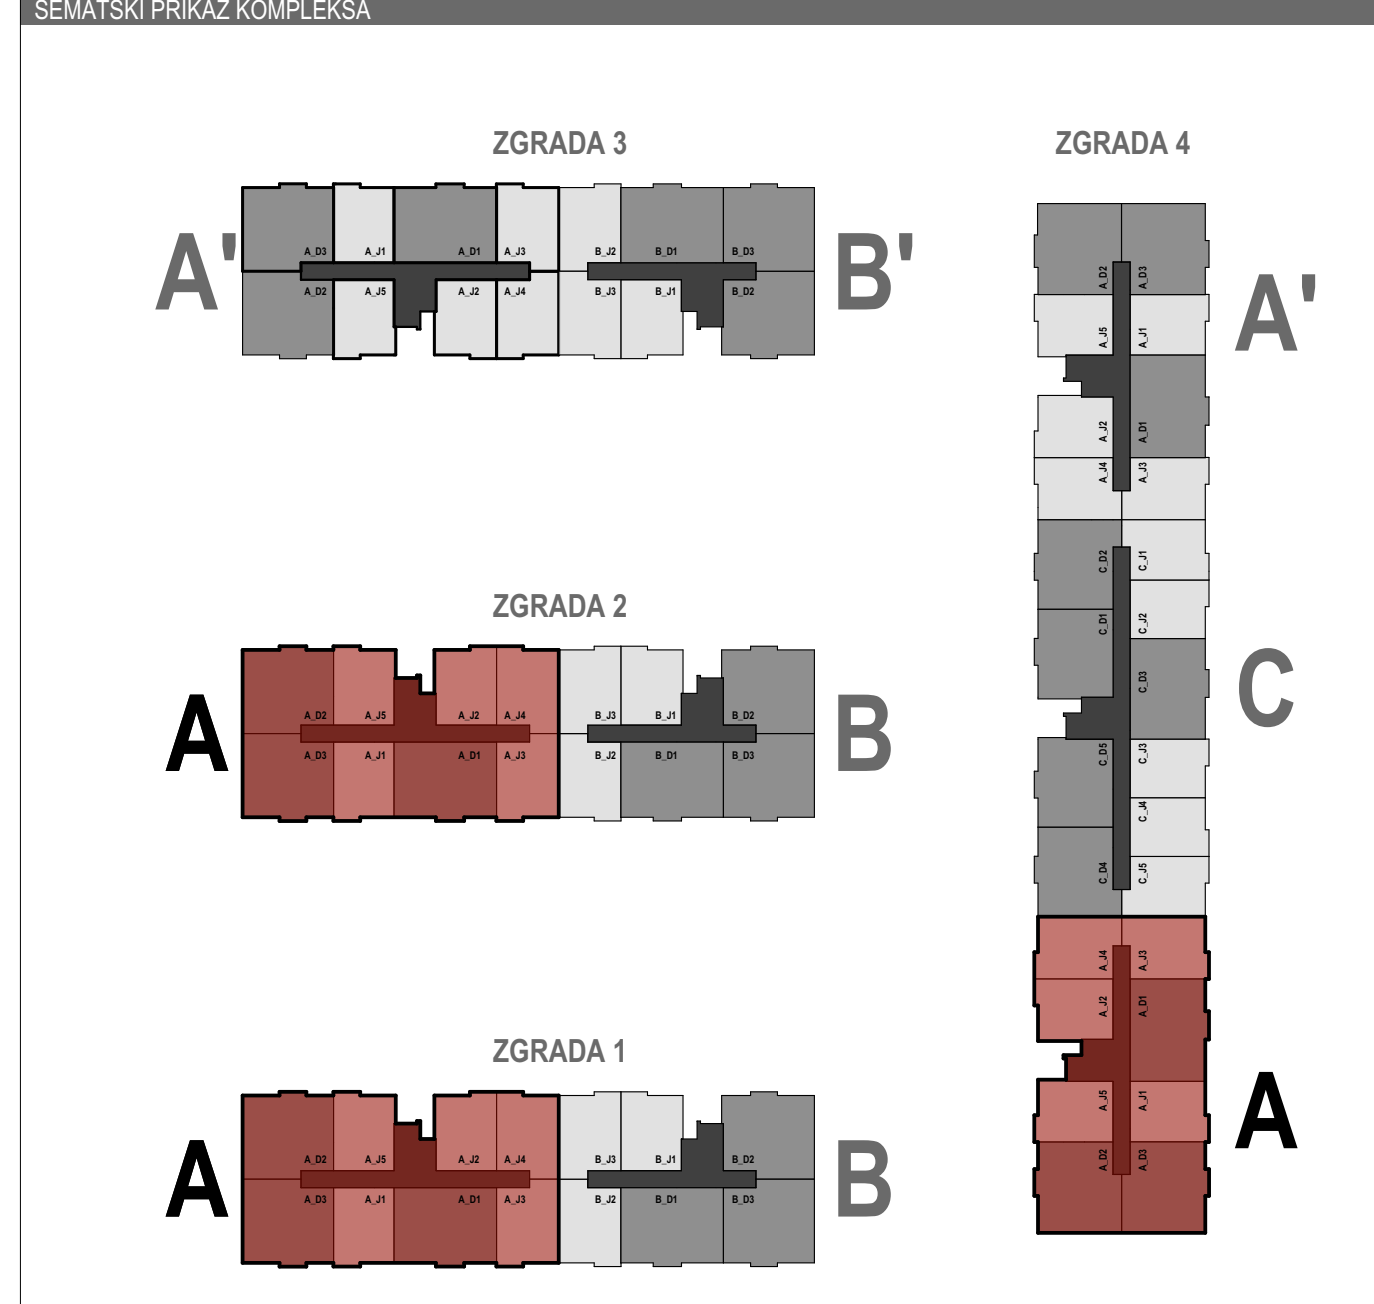 ŠEMATSKI PRIKAZ KOMPLEKSA
ZGRADA 3
ZGRADA 4
A'
A_D3 A_J1 A_D1 A_J3 B_J2 B_D1 B_D3
A_D2 A_J5 A_J2 A_J4 B_J3 B_J1 B_D2
B'
A_D2 A_D3
A_J5 A_J1
A_J2 A_D1
A_J4 A_J3
A'
C_D2 C_J1
C_D1 C_J2
C_D3
C_D5 C_J3
C_J4
C_D4 C_J5
C
A_J4 A_J3
A_J2 A_D1
A_J5 A_J1
A_D2 A_D3
A
ZGRADA 2
A
A_D2 A_J5 A_J2 A_J4 B_J3 B_J1 B_D2
A_D3 A_J1 A_D1 A_J3 B_J2 B_D1 B_D3
B
ZGRADA 1
A
A_D2 A_J5 A_J2 A_J4 B_J3 B_J1 B_D2
A_D3 A_J1 A_D1 A_J3 B_J2 B_D1 B_D3
B